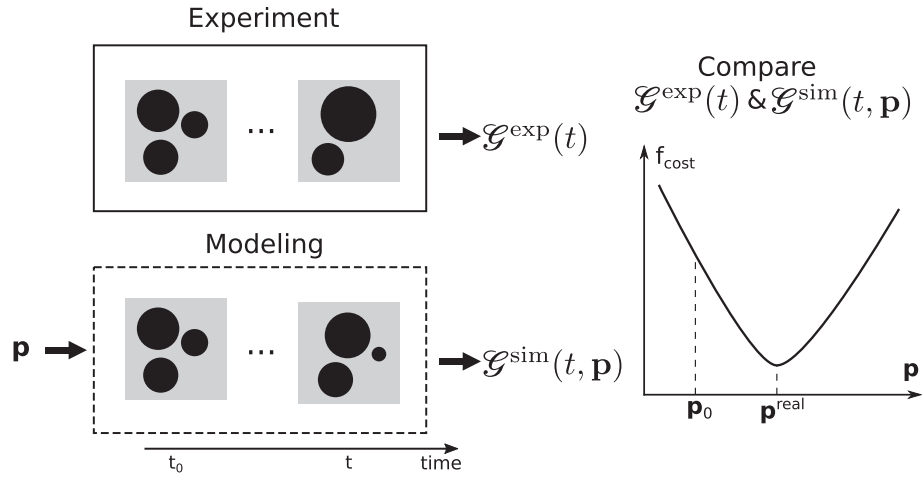 Experiment
...
𝒢^exp(t)
Modeling
p
...
𝒢^sim(t, p)
t₀ t time
Compare
𝒢^exp(t) & 𝒢^sim(t, p)
f_cost
p
p₀ p^real